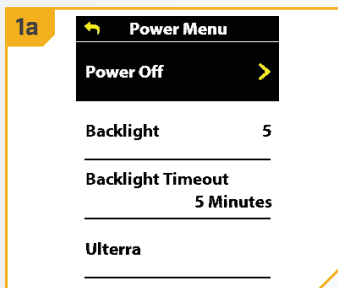 1a
Power Menu
Power Off
Backlight 5
Backlight Timeout
5 Minutes
Ulterra